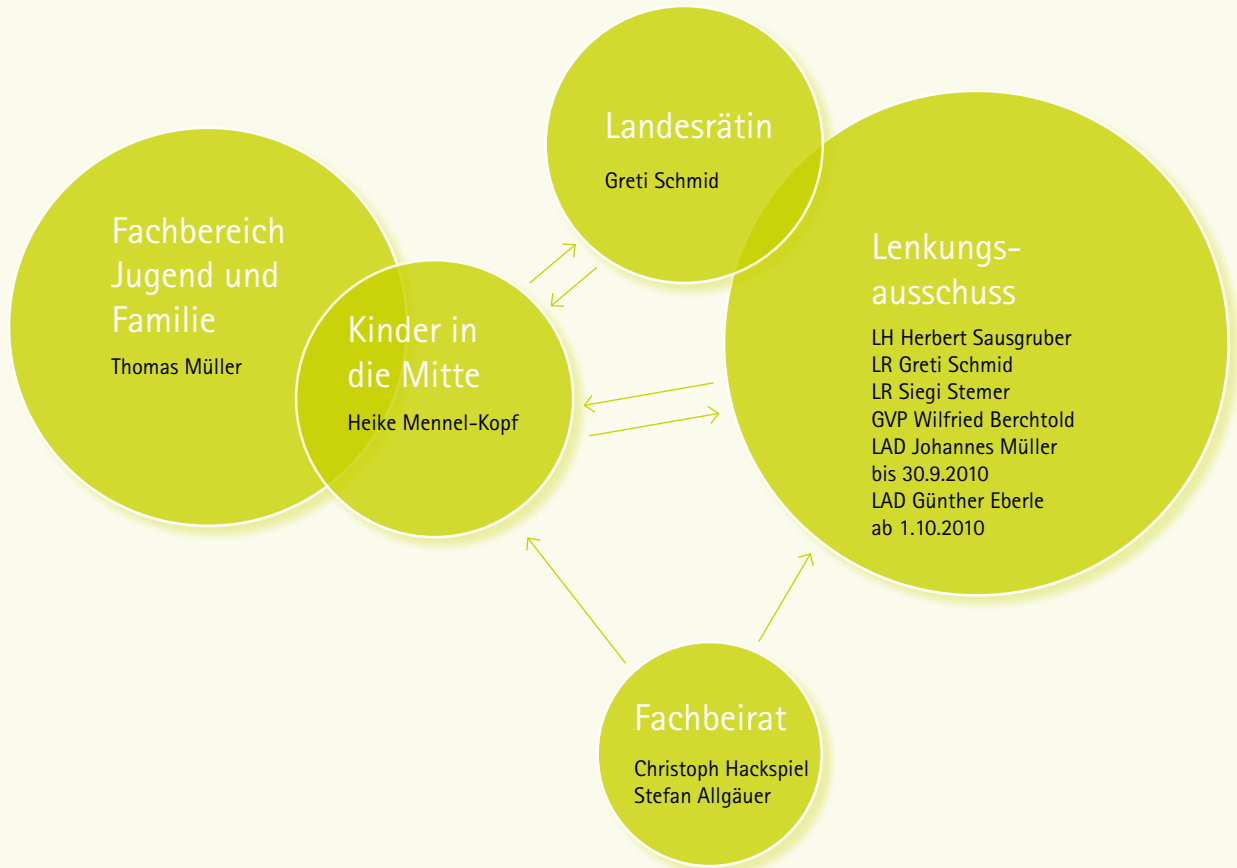 Landesrätin
Greti Schmid
Fachbereich
Jugend und
Familie
Thomas Müller
Kinder in
die Mitte
Heike Mennel-Kopf
Lenkungs-
ausschuss
LH Herbert Sausgruber
LR Greti Schmid
LR Siegi Stemer
GVP Wilfried Berchtold
LAD Johannes Müller
bis 30.9.2010
LAD Günther Eberle
ab 1.10.2010
Fachbeirat
Christoph Hackspiel
Stefan Allgäuer